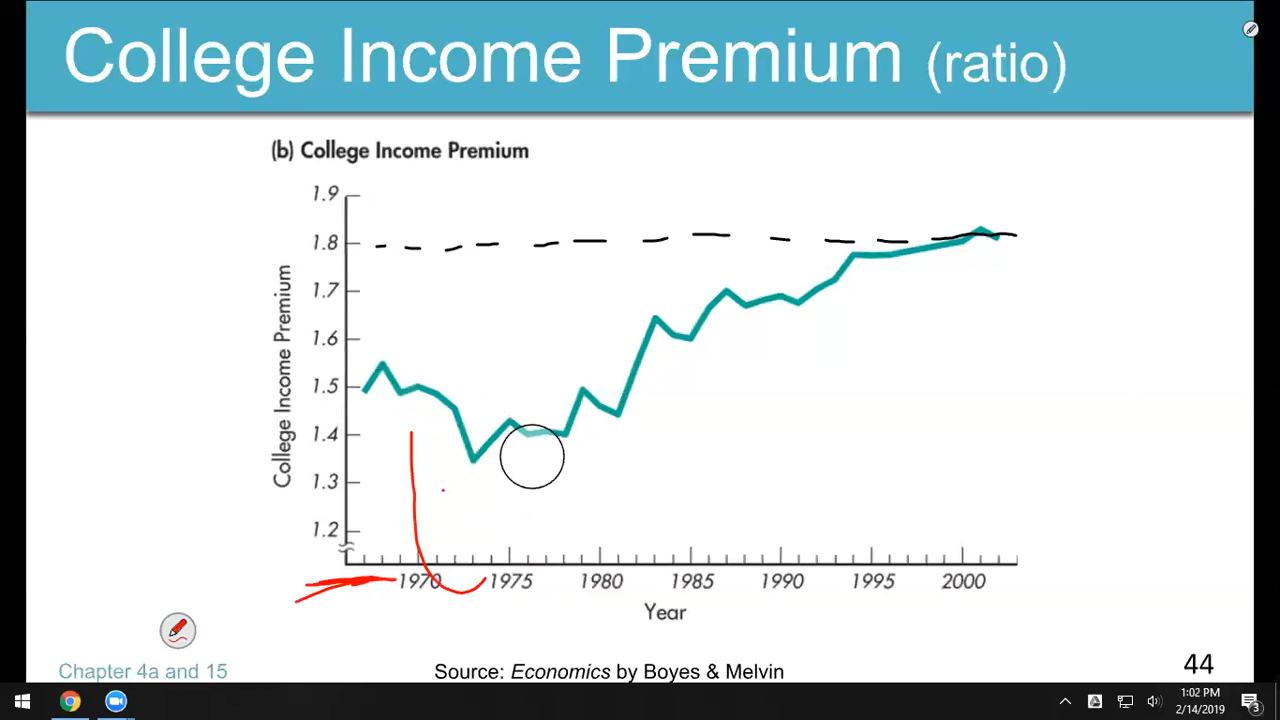 College Income Premium (ratio)
(b) College Income Premium
1.9
1.8
1.7
1.6
1.5
1.4
1.3
1.2
College Income Premium
1970 1975 1980 1985 1990 1995 2000
Year
Chapter 4a and 15
Source: Economics by Boyes & Melvin
44
1:02 PM
2/14/2019
3